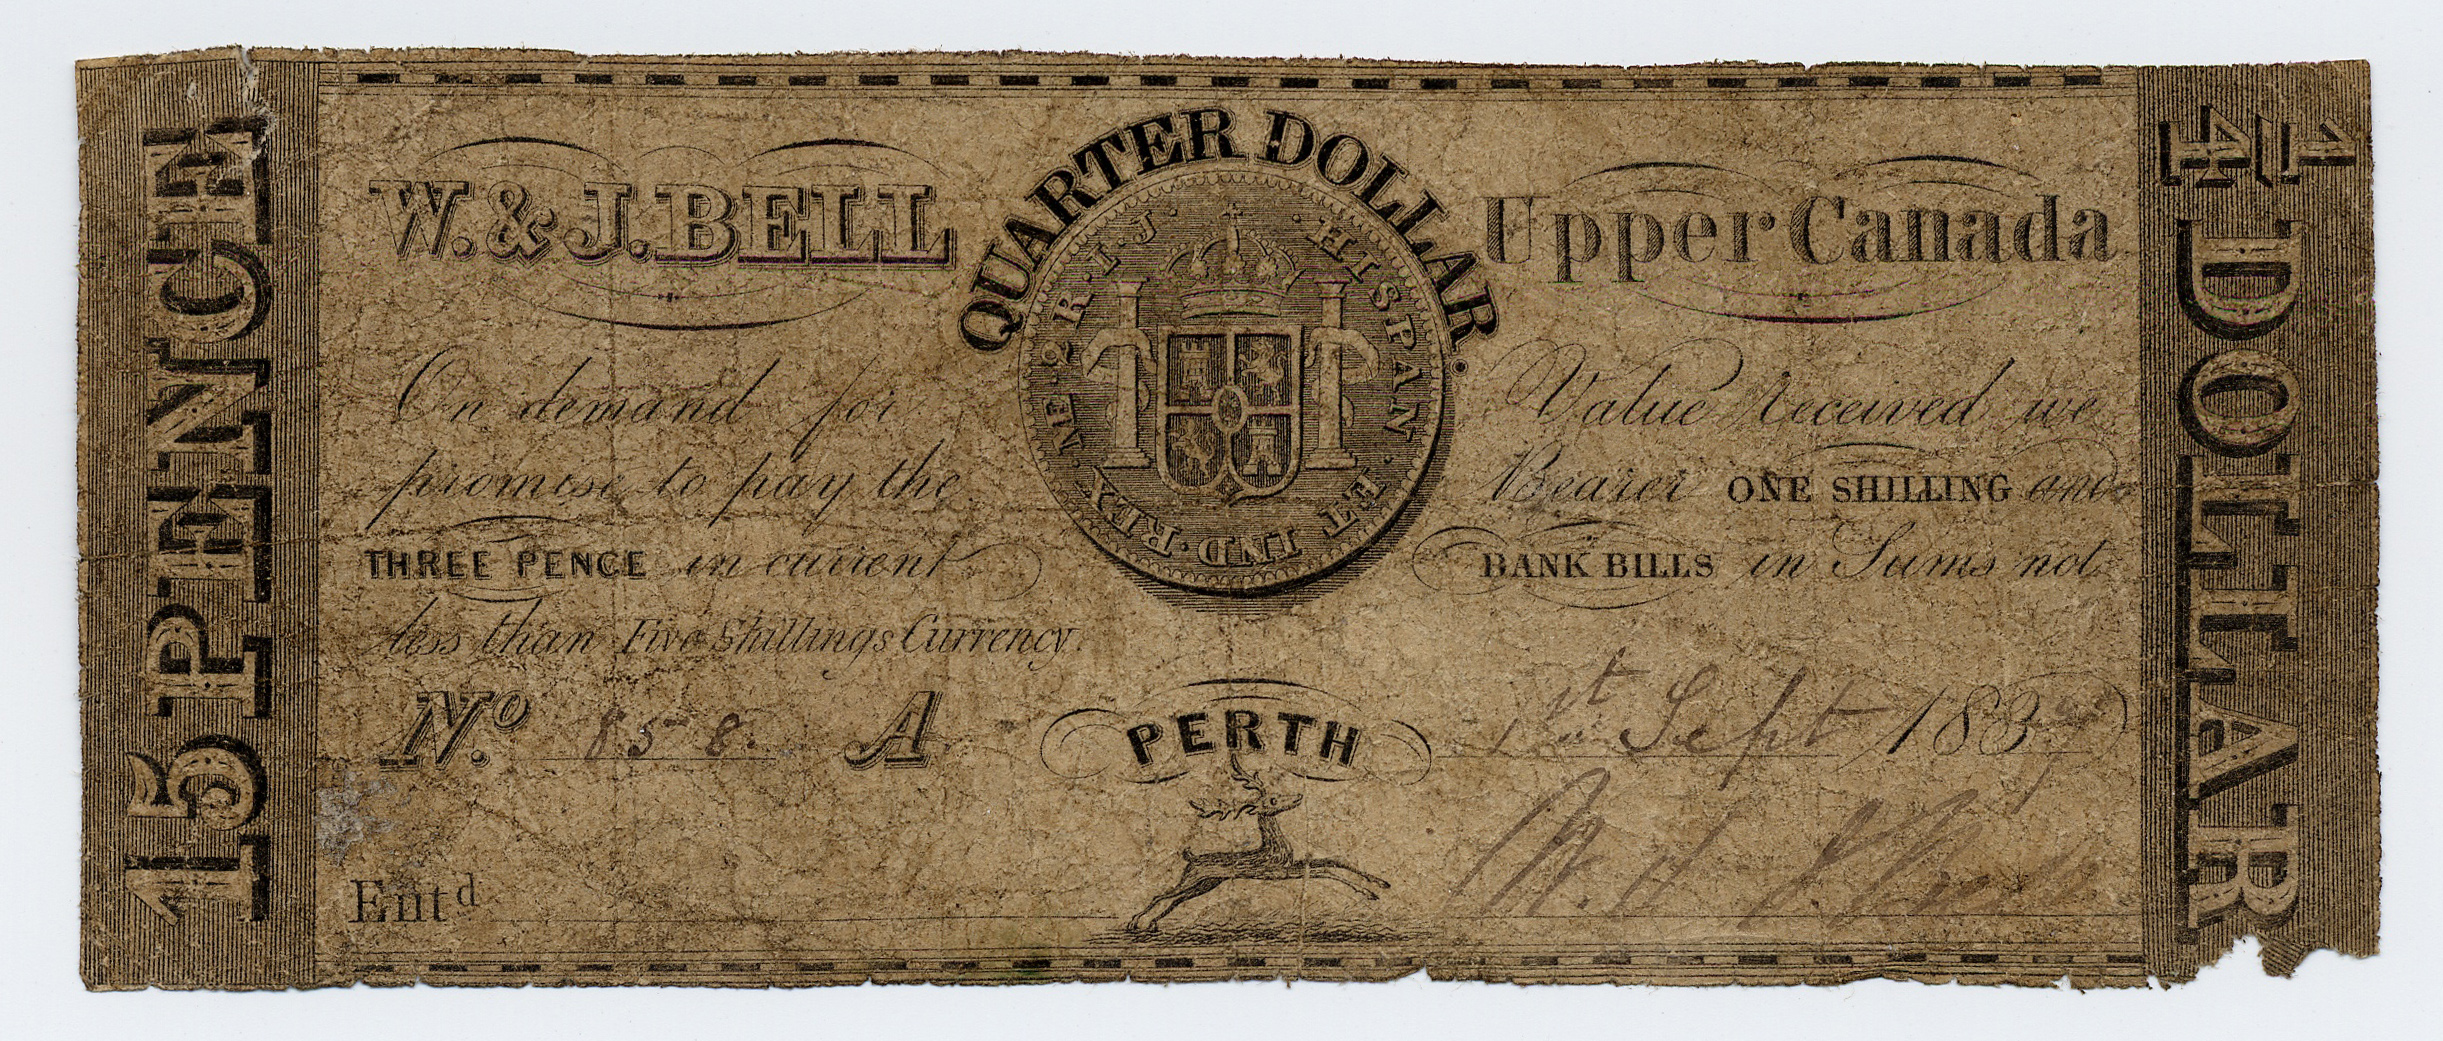 15 PENCE
QUARTER DOLLAR.
W. & J. BELL
Upper Canada
HISPAN · ET IND · REX · NE · 2 R · I · J ·
On demand for Value received we
promise to pay the Bearer ONE SHILLING and
THREE PENCE in current BANK BILLS in Sums not
less than Five Shillings Currency.
No. 858. A PERTH 1st Sept 183
Entd
1/4 DOLLAR